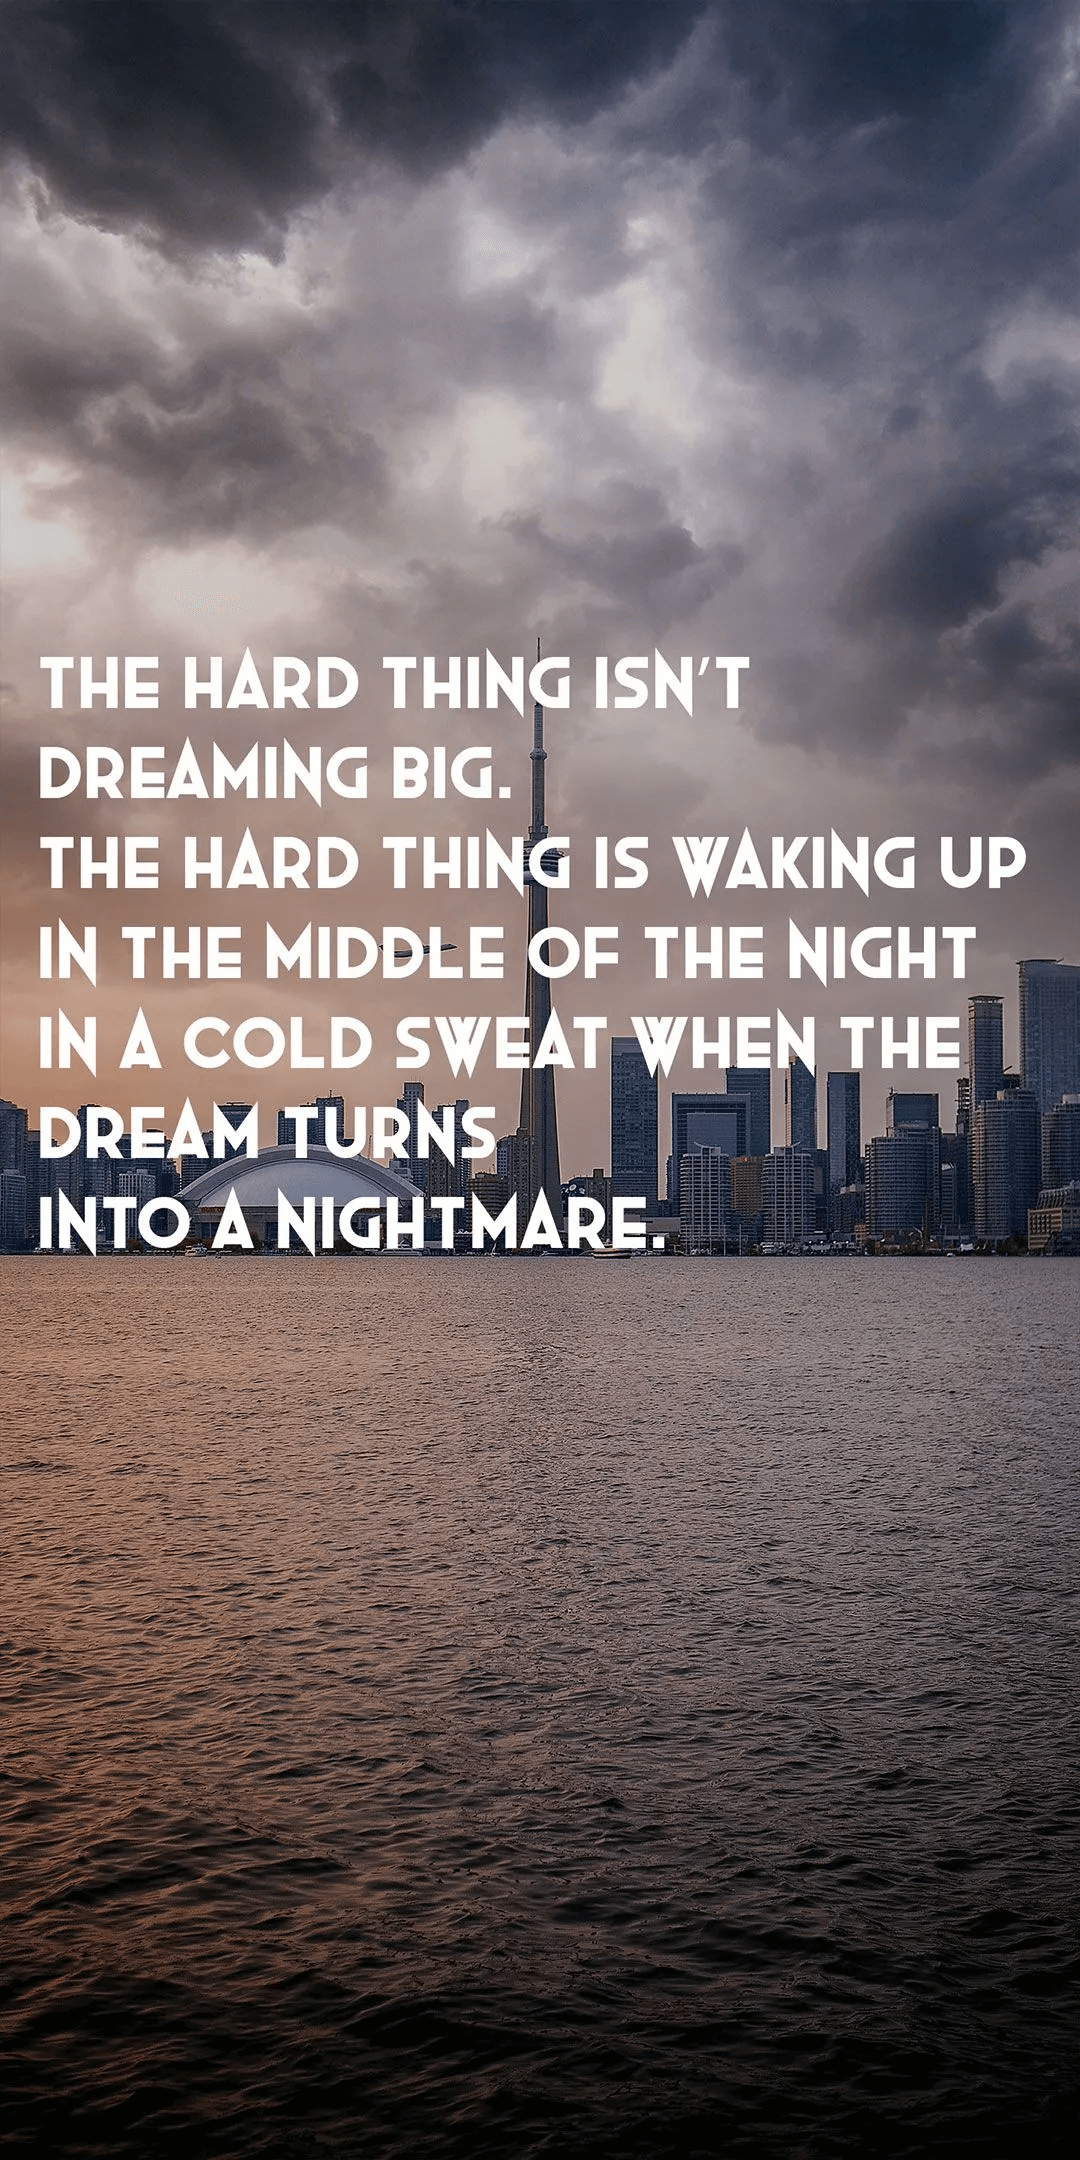 THE HARD THING ISN'T
DREAMING BIG.
THE HARD THING IS WAKING UP
IN THE MIDDLE OF THE NIGHT
IN A COLD SWEAT WHEN THE
DREAM TURNS
INTO A NIGHTMARE.